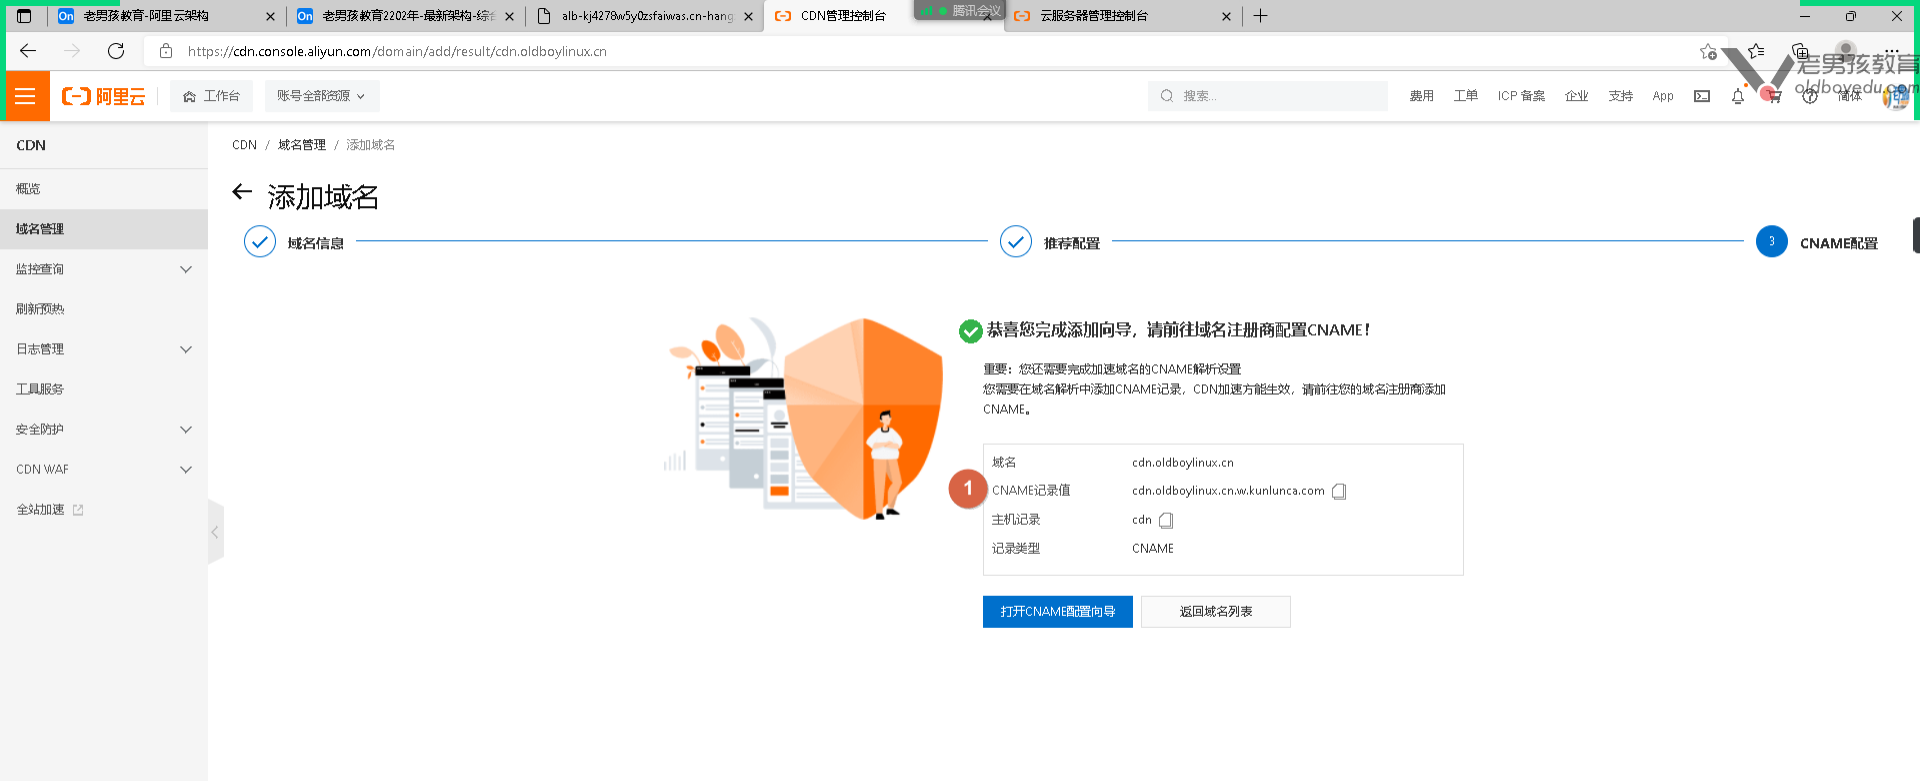 老男孩教育-阿里云架构
老男孩教育2202年-最新架构-综合
alb-kj4278w5y0zsfaiwas.cn-hang
CDN管理控制台
腾讯会议
云服务器管理控制台
https://cdn.console.aliyun.com/domain/add/result/cdn.oldboylinux.cn
老男孩教育
oldboyedu.com
阿里云
工作台
账号全部资源
搜索...
费用
工单
ICP 备案
企业
支持
App
简体
CDN
概览
域名管理
监控查询
刷新预热
日志管理
工具服务
安全防护
CDN WAF
全站加速
CDN / 域名管理 / 添加域名
添加域名
域名信息
推荐配置
3
CNAME配置
恭喜您完成添加向导，请前往域名注册商配置CNAME！
重要：您还需要完成加速域名的CNAME解析设置
您需要在域名解析中添加CNAME记录，CDN加速方能生效，请前往您的域名注册商添加
CNAME。
域名 cdn.oldboylinux.cn
1
CNAME记录值 cdn.oldboylinux.cn.w.kunlunca.com
主机记录 cdn
记录类型 CNAME
打开CNAME配置向导
返回域名列表